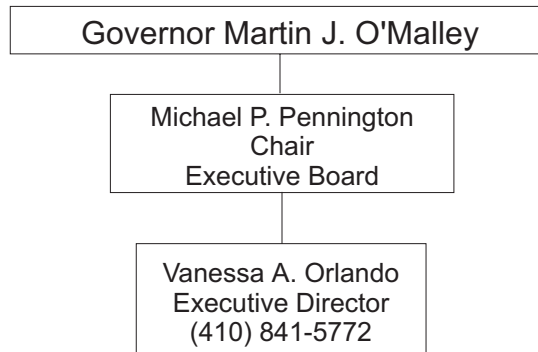 Governor Martin J. O'Malley
Michael P. Pennington
Chair
Executive Board
Vanessa A. Orlando
Executive Director
(410) 841-5772